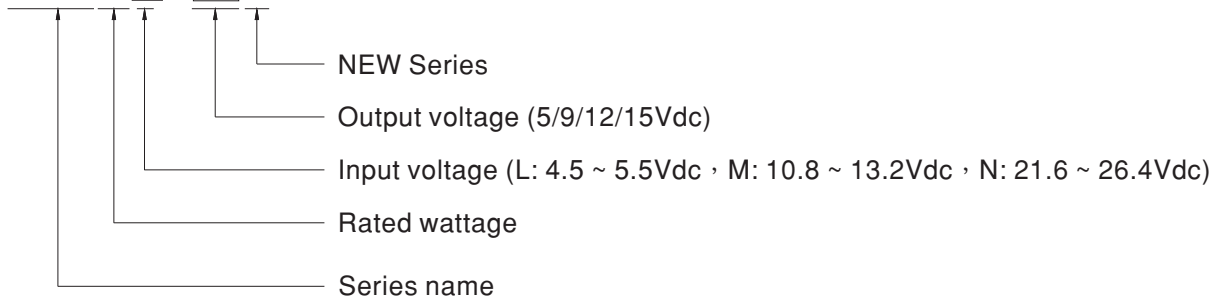 NEW Series
Output voltage (5/9/12/15Vdc)
Input voltage (L: 4.5 ~ 5.5Vdc，M: 10.8 ~ 13.2Vdc，N: 21.6 ~ 26.4Vdc)
Rated wattage
Series name